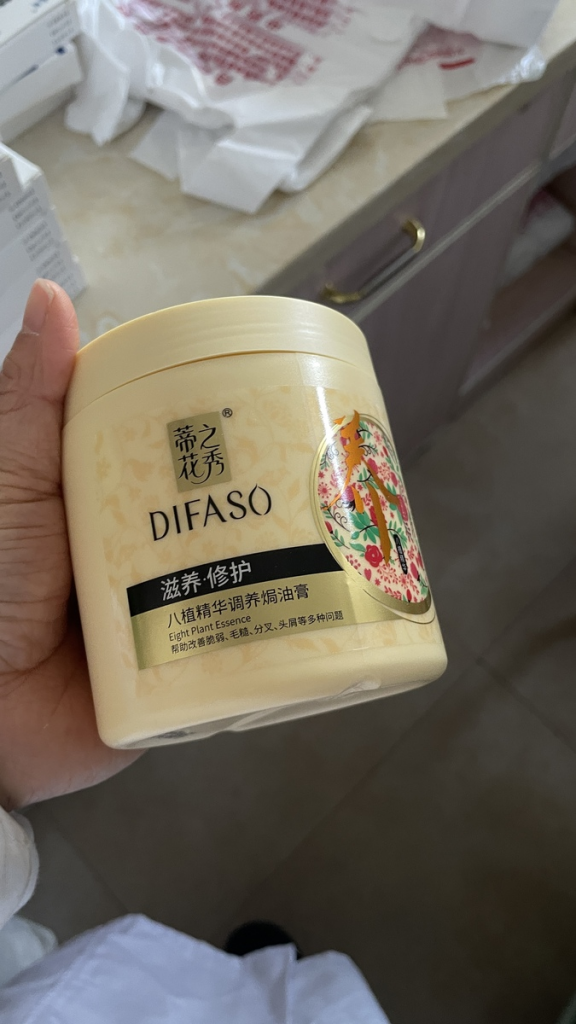 蒂之
花秀
®
DIFASO
滋养·修护
八植精华调养焗油膏
Eight Plant Essence
帮助改善脆弱、毛糙、分叉、头屑等多种问题